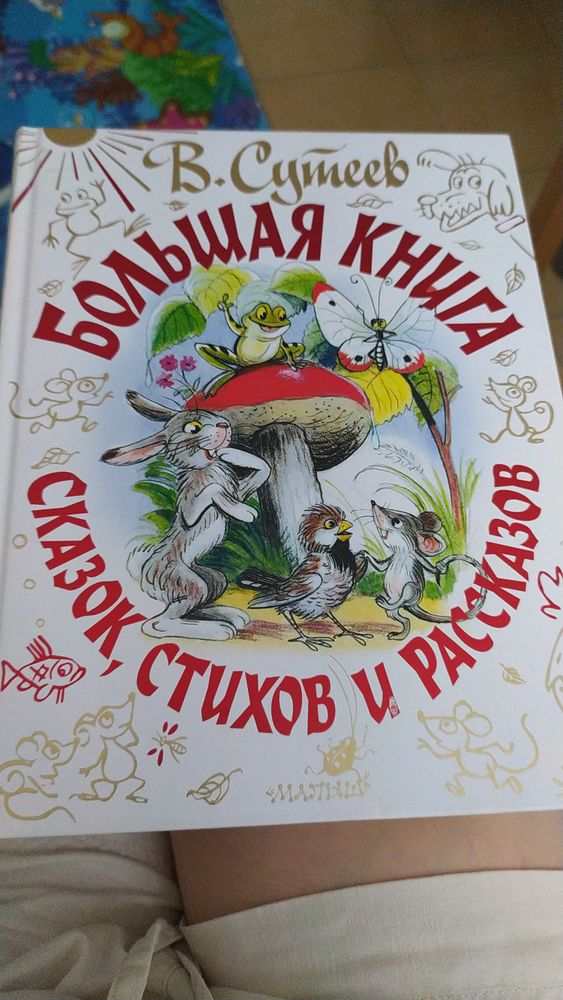 В. Сутеев
БОЛЬШАЯ КНИГА
СКАЗОК, СТИХОВ И РАССКАЗОВ
«МАЛЫШ»